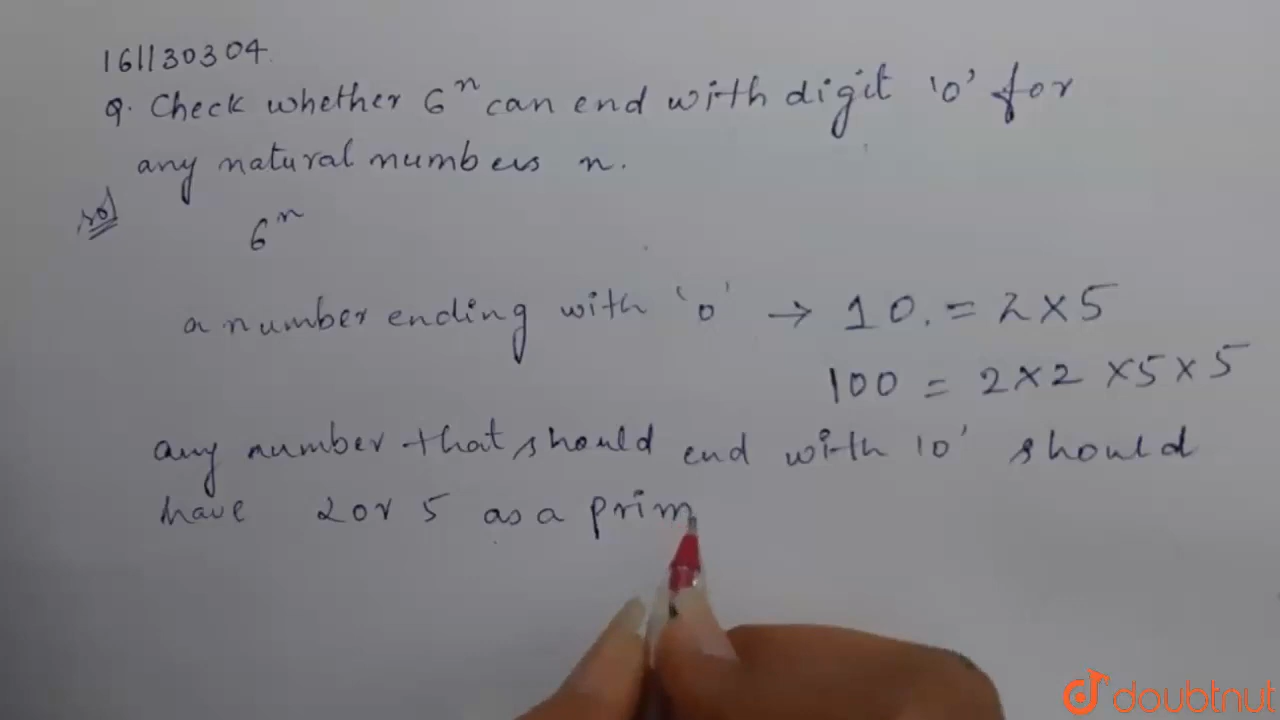 161130304.
Q. Check whether 6ⁿ can end with digit '0' for
any natural numbers n.
sol
6ⁿ
a number ending with '0' → 10. = 2×5
100 = 2×2×5×5
any number that should end with '0' should
have 2 or 5 as a prim
doubtnut